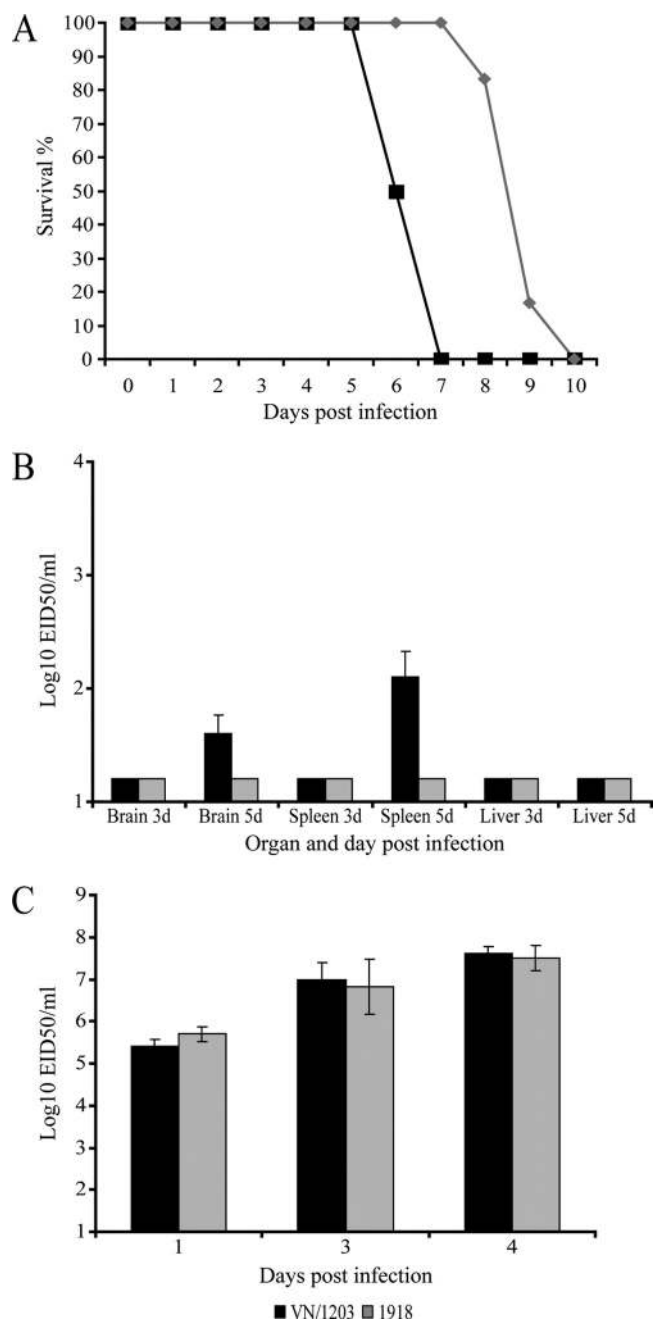 A
100
90
80
70
60
50
40
30
20
10
0
Survival %
0 1 2 3 4 5 6 7 8 9 10
Days post infection
B
4
3
2
1
Log10 EID50/ml
Brain 3d Brain 5d Spleen 3d Spleen 5d Liver 3d Liver 5d
Organ and day post infection
C
9
8
7
6
5
4
3
2
1
Log10 EID50/ml
1 3 4
Days post infection
VN/1203 1918